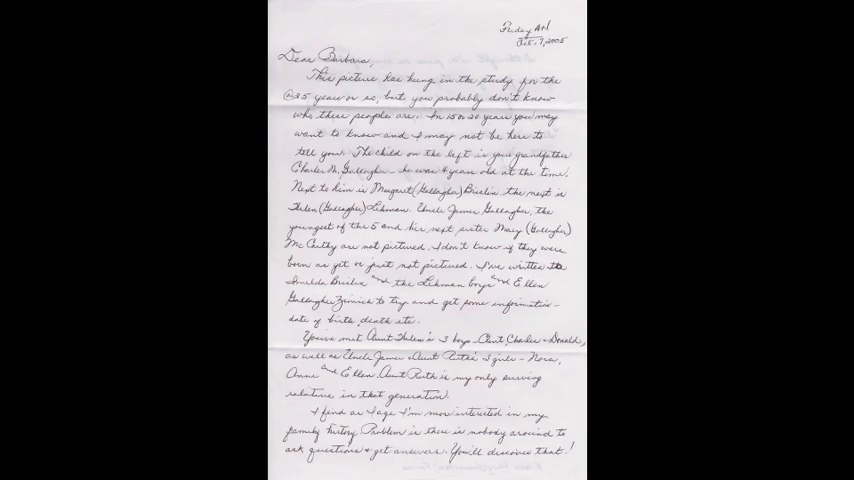 Friday AM
Oct. 7, 2005
Dear Barbara,
This picture has hung in the study for the
@25 years or so, but you probably don't know
who these people are. In 15 or 20 years you may
want to know and I may not be here to
tell you. The child on the left is your grandfather
Charles M. Gallagher - he was 4 years old at the time.
Next to him is Margaret (Gallagher) Brislin the next is
Helen (Gallagher) Lehman. Uncle James Gallagher, the
youngest of the 5 and his next sister Mary (Gallagher)
McCarthy are not pictured. I don't know if they were
born as yet or just not pictured. I've written to
Imelda Brislin and the Lehman boys and Ellen
Gallagher to try and get some information -
date of birth, death etc.
You've met Aunt Helen's 3 boys - Clint, Charles & Donald,
as well as Uncle James & Aunt Ruth's 3 girls - Nora,
Anne and Ellen. Aunt Ruth is my only surviving
relative in that generation.
I find as I age I'm more interested in my
family history. Problem is there is nobody around to
ask questions & get answers. You'll discover that!